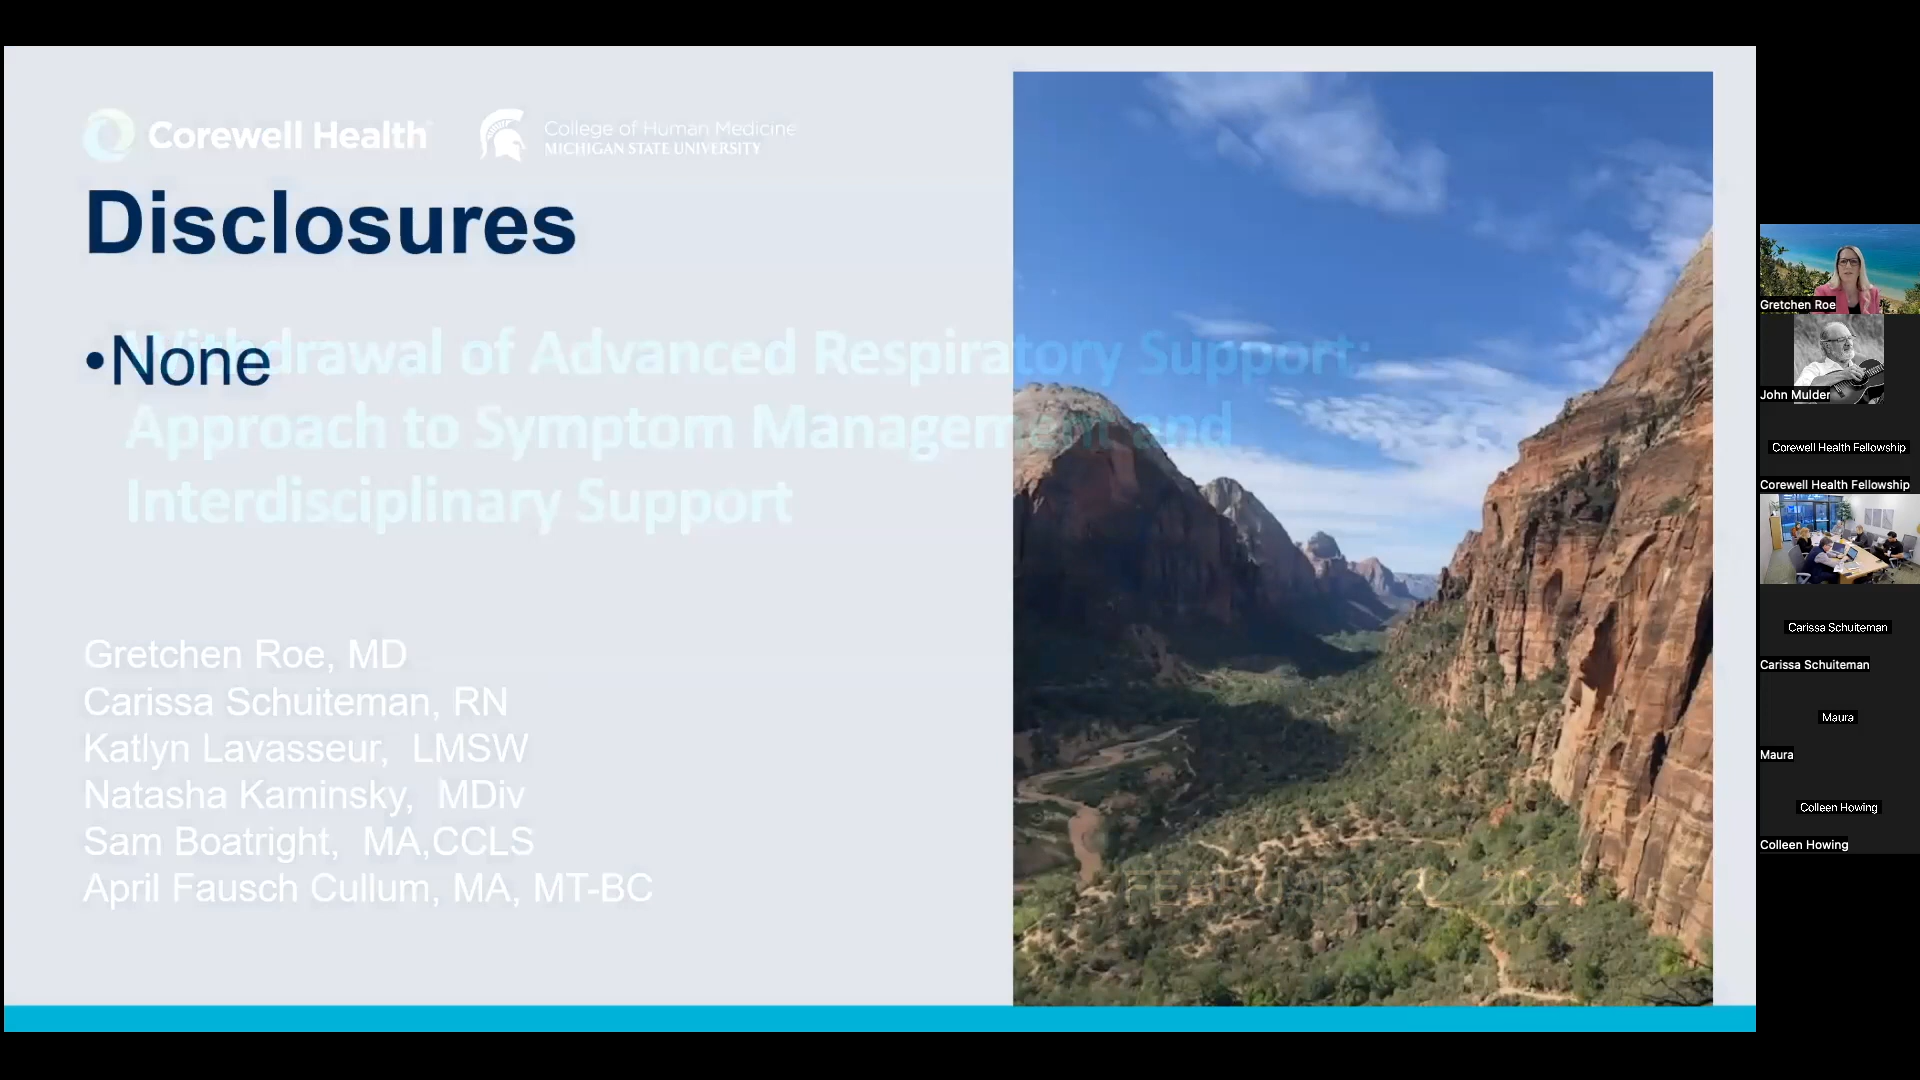 Corewell Health
College of Human Medicine
MICHIGAN STATE UNIVERSITY
Disclosures
•None
Withdrawal of Advanced Respiratory Support:
Approach to Symptom Management and
Interdisciplinary Support
Gretchen Roe, MD
Carissa Schuiteman, RN
Katlyn Lavasseur, LMSW
Natasha Kaminsky, MDiv
Sam Boatright, MA,CCLS
April Fausch Cullum, MA, MT-BC
FEBRUARY 22, 
Gretchen Roe
John Mulder
Corewell Health Fellowship
Corewell Health Fellowship
Carissa Schuiteman
Carissa Schuiteman
Maura
Maura
Colleen Howing
Colleen Howing